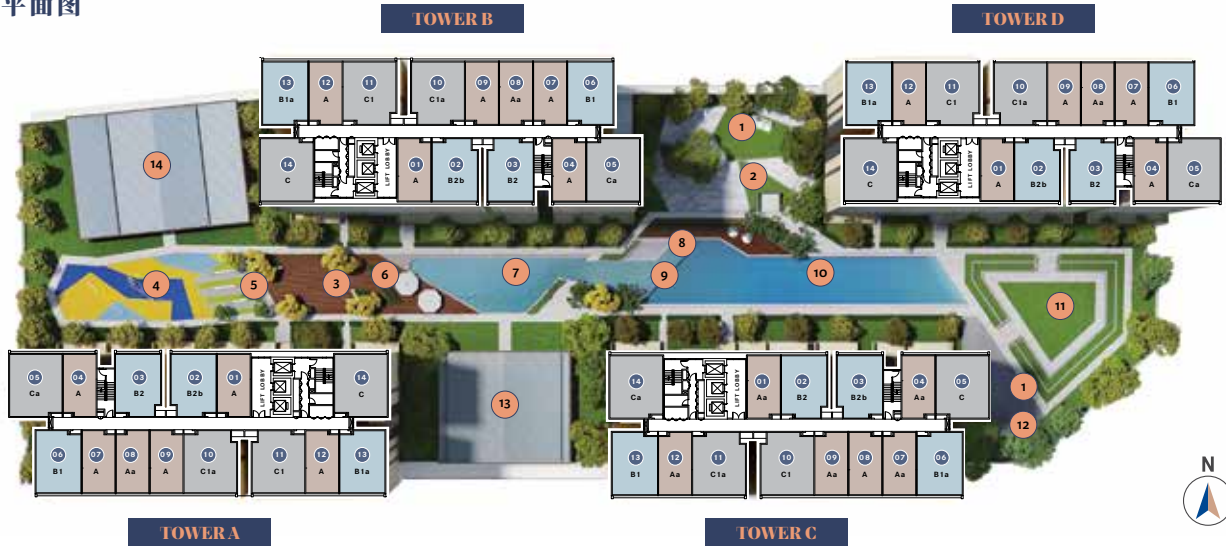 平面图
TOWER B
TOWER D
13 12 11 10 09 08 07 06
B1a A C1 C1a A Aa A B1
13 12 11 10 09 08 07 06
B1a A C1 C1a A Aa A B1
14 LIFT LOBBY 01 02 03 04 05
C A B2b B2 A Ca
14 LIFT LOBBY 01 02 03 04 05
C A B2b B2 A Ca
1
14
2
8
7
9
10
6
3
4
5
11
05 04 03 02 01 LIFT LOBBY 14
Ca A B2 B2b A C
14 LIFT LOBBY 01 02 03 04 05
Ca Aa B2 B2b Aa C
1
13
12
06 07 08 09 10 11 12 13
B1 A Aa A C1a C1 A B1a
13 12 11 10 09 08 07 06
B1 Aa C1a C1 Aa A Aa B1a
N
TOWER A
TOWER C